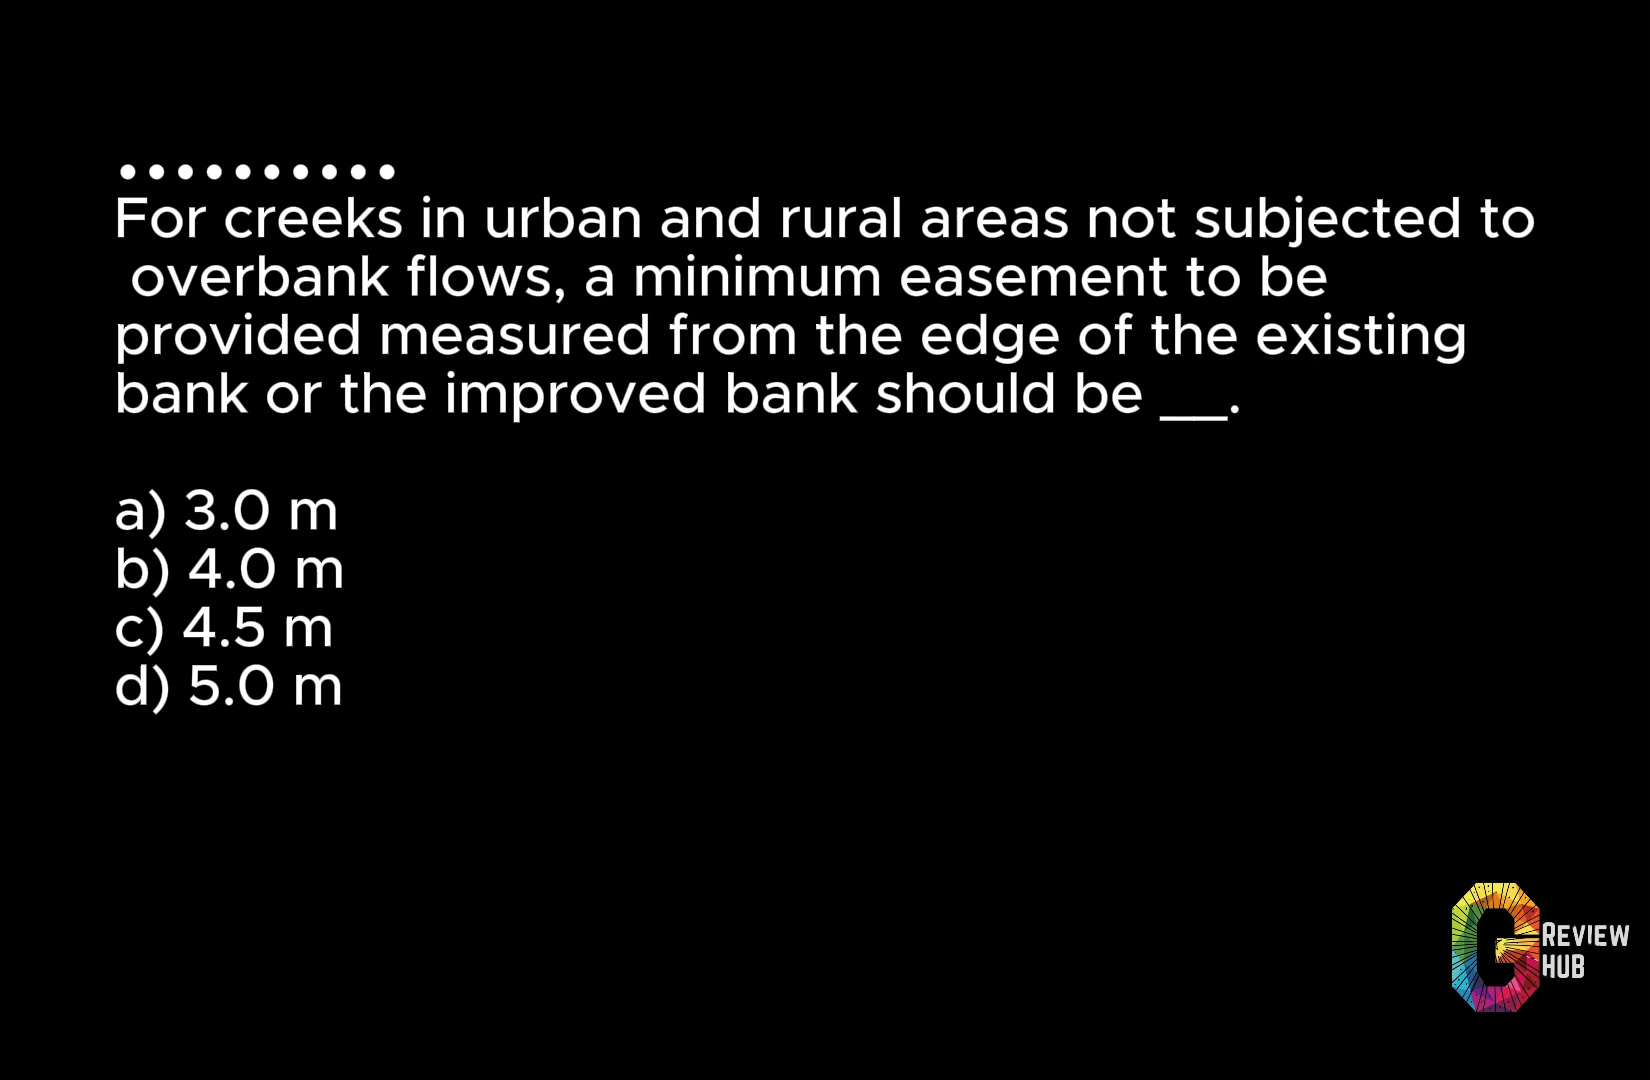 • • • • • • • • • •
For creeks in urban and rural areas not subjected to
overbank flows, a minimum easement to be
provided measured from the edge of the existing
bank or the improved bank should be __.
a) 3.0 m
b) 4.0 m
c) 4.5 m
d) 5.0 m
G REVIEW
HUB